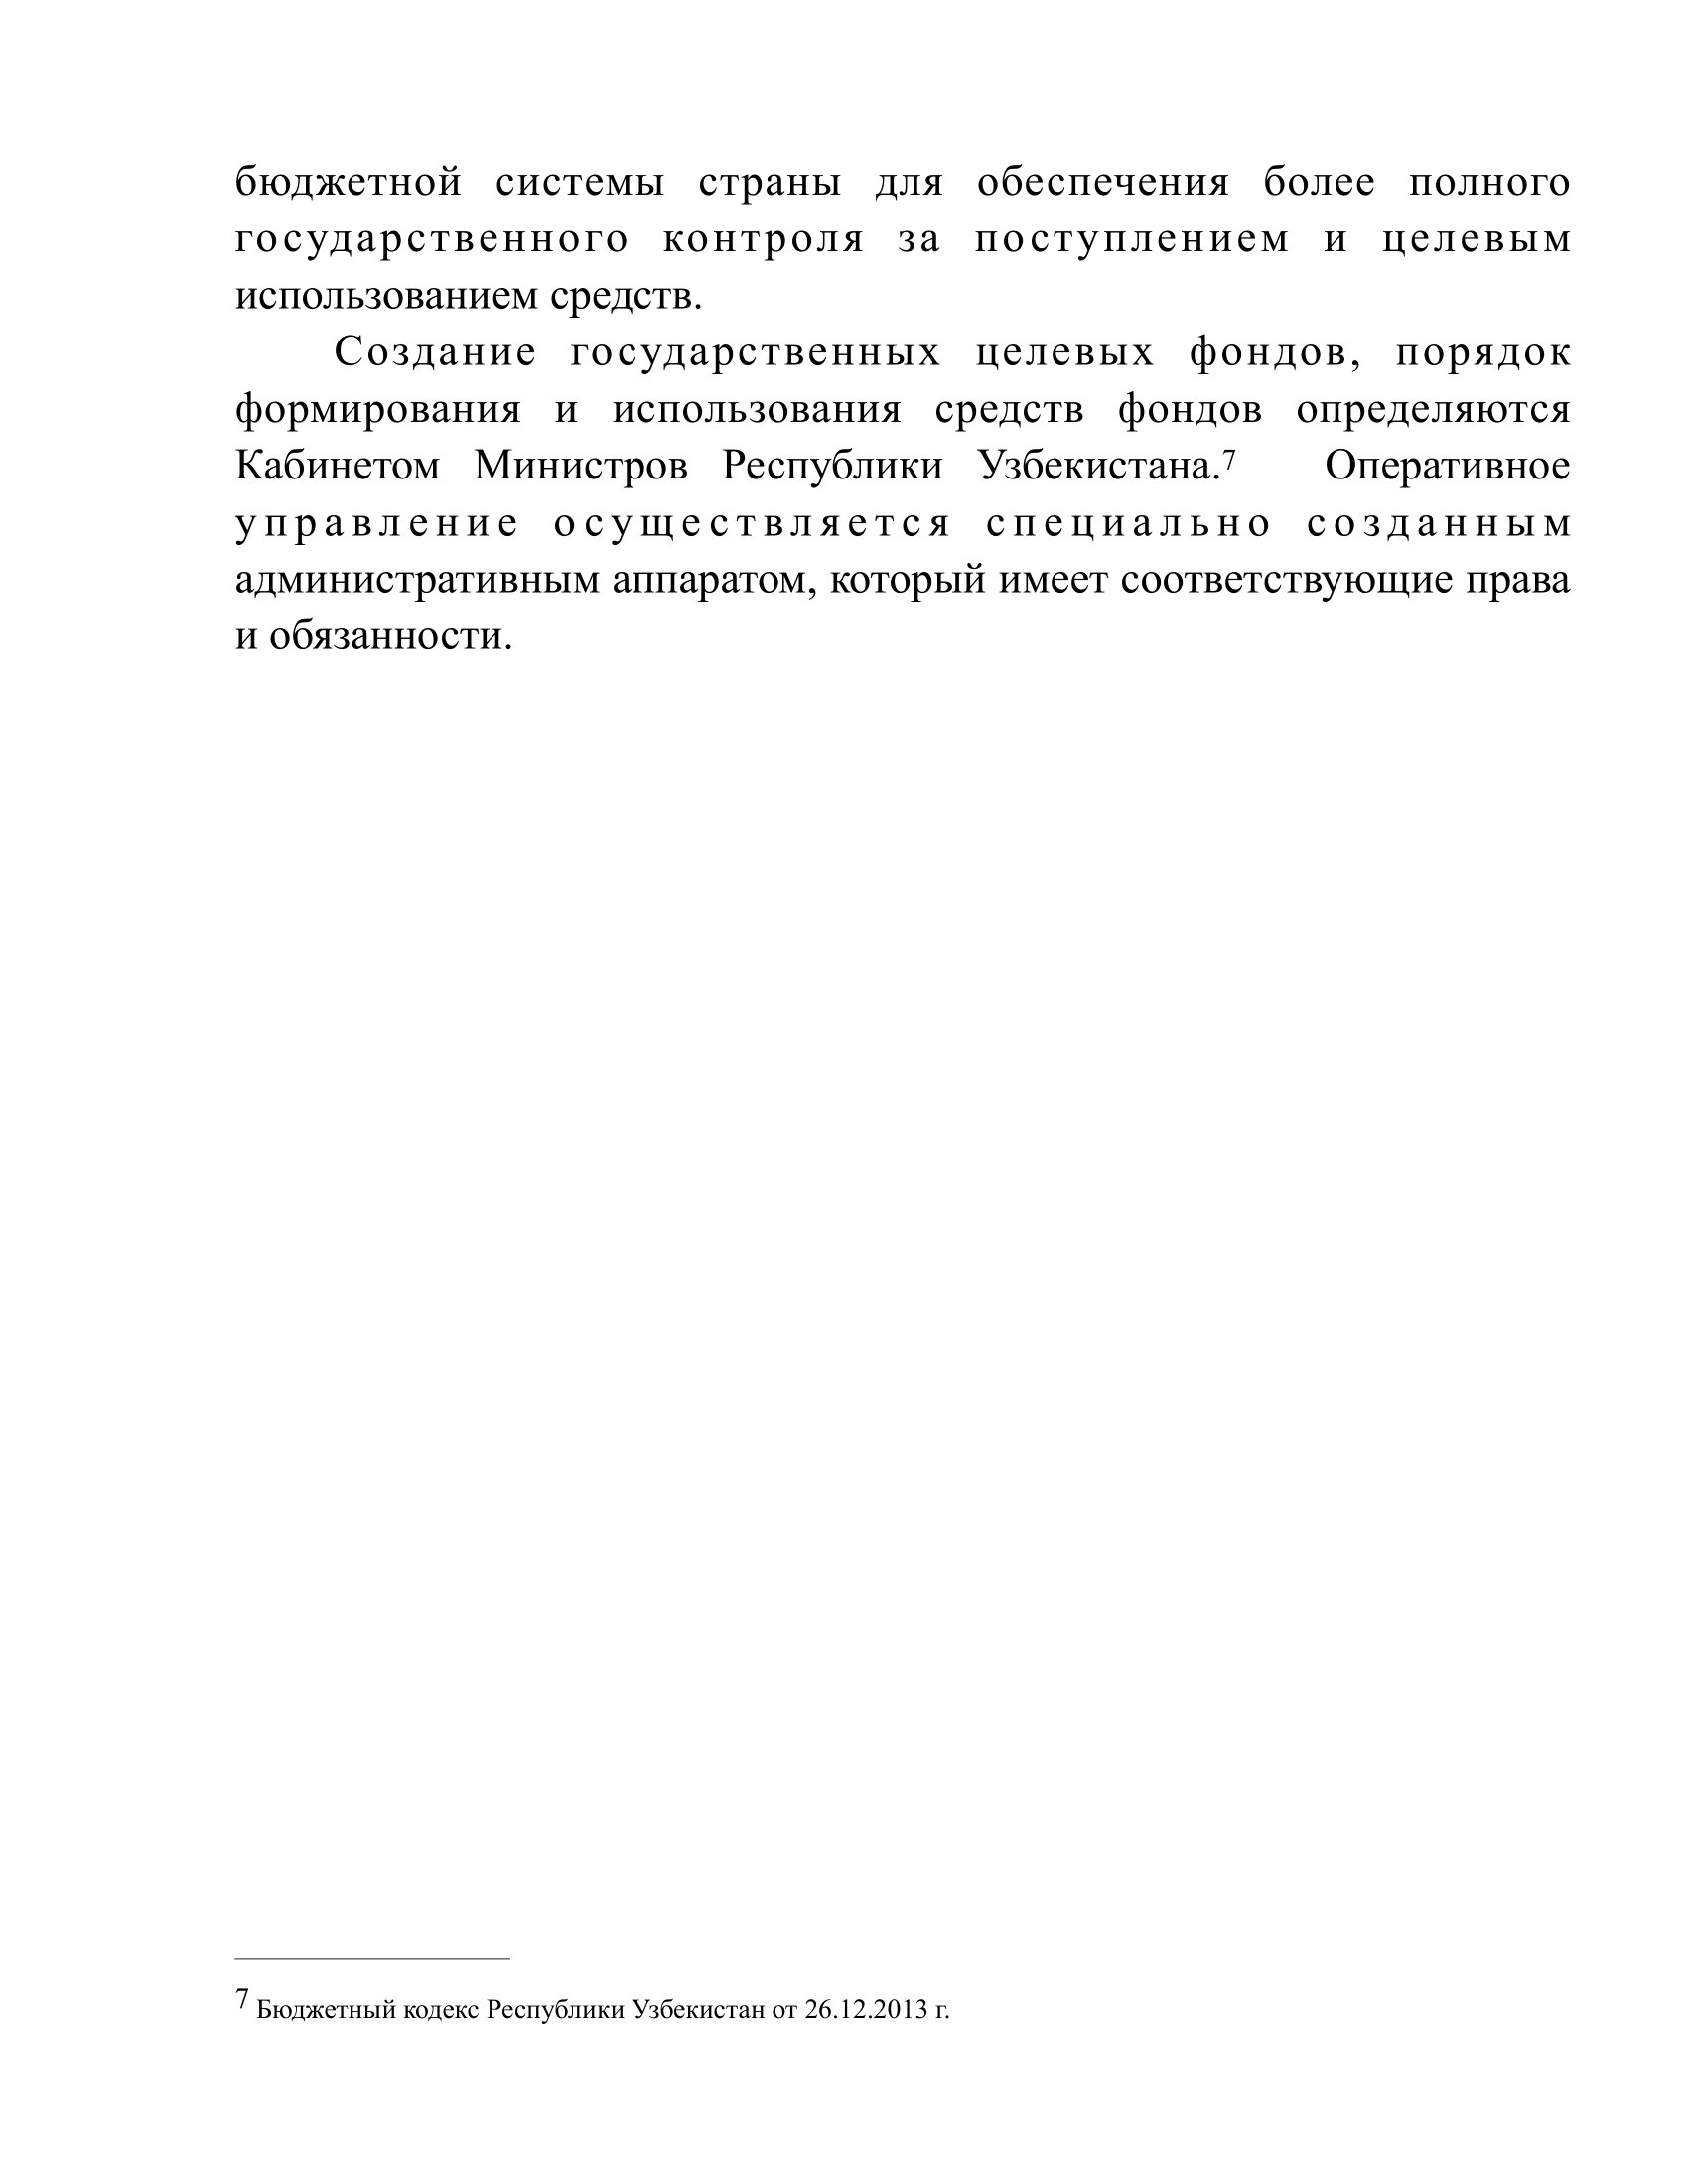 бюджетной системы страны для обеспечения более полного
государственного контроля за поступлением и целевым
использованием средств.
Создание государственных целевых фондов, порядок
формирования и использования средств фондов определяются
Кабинетом Министров Республики Узбекистана.7 Оперативное
управление осуществляется специально созданным
административным аппаратом, который имеет соответствующие права
и обязанности.
7 Бюджетный кодекс Республики Узбекистан от 26.12.2013 г.